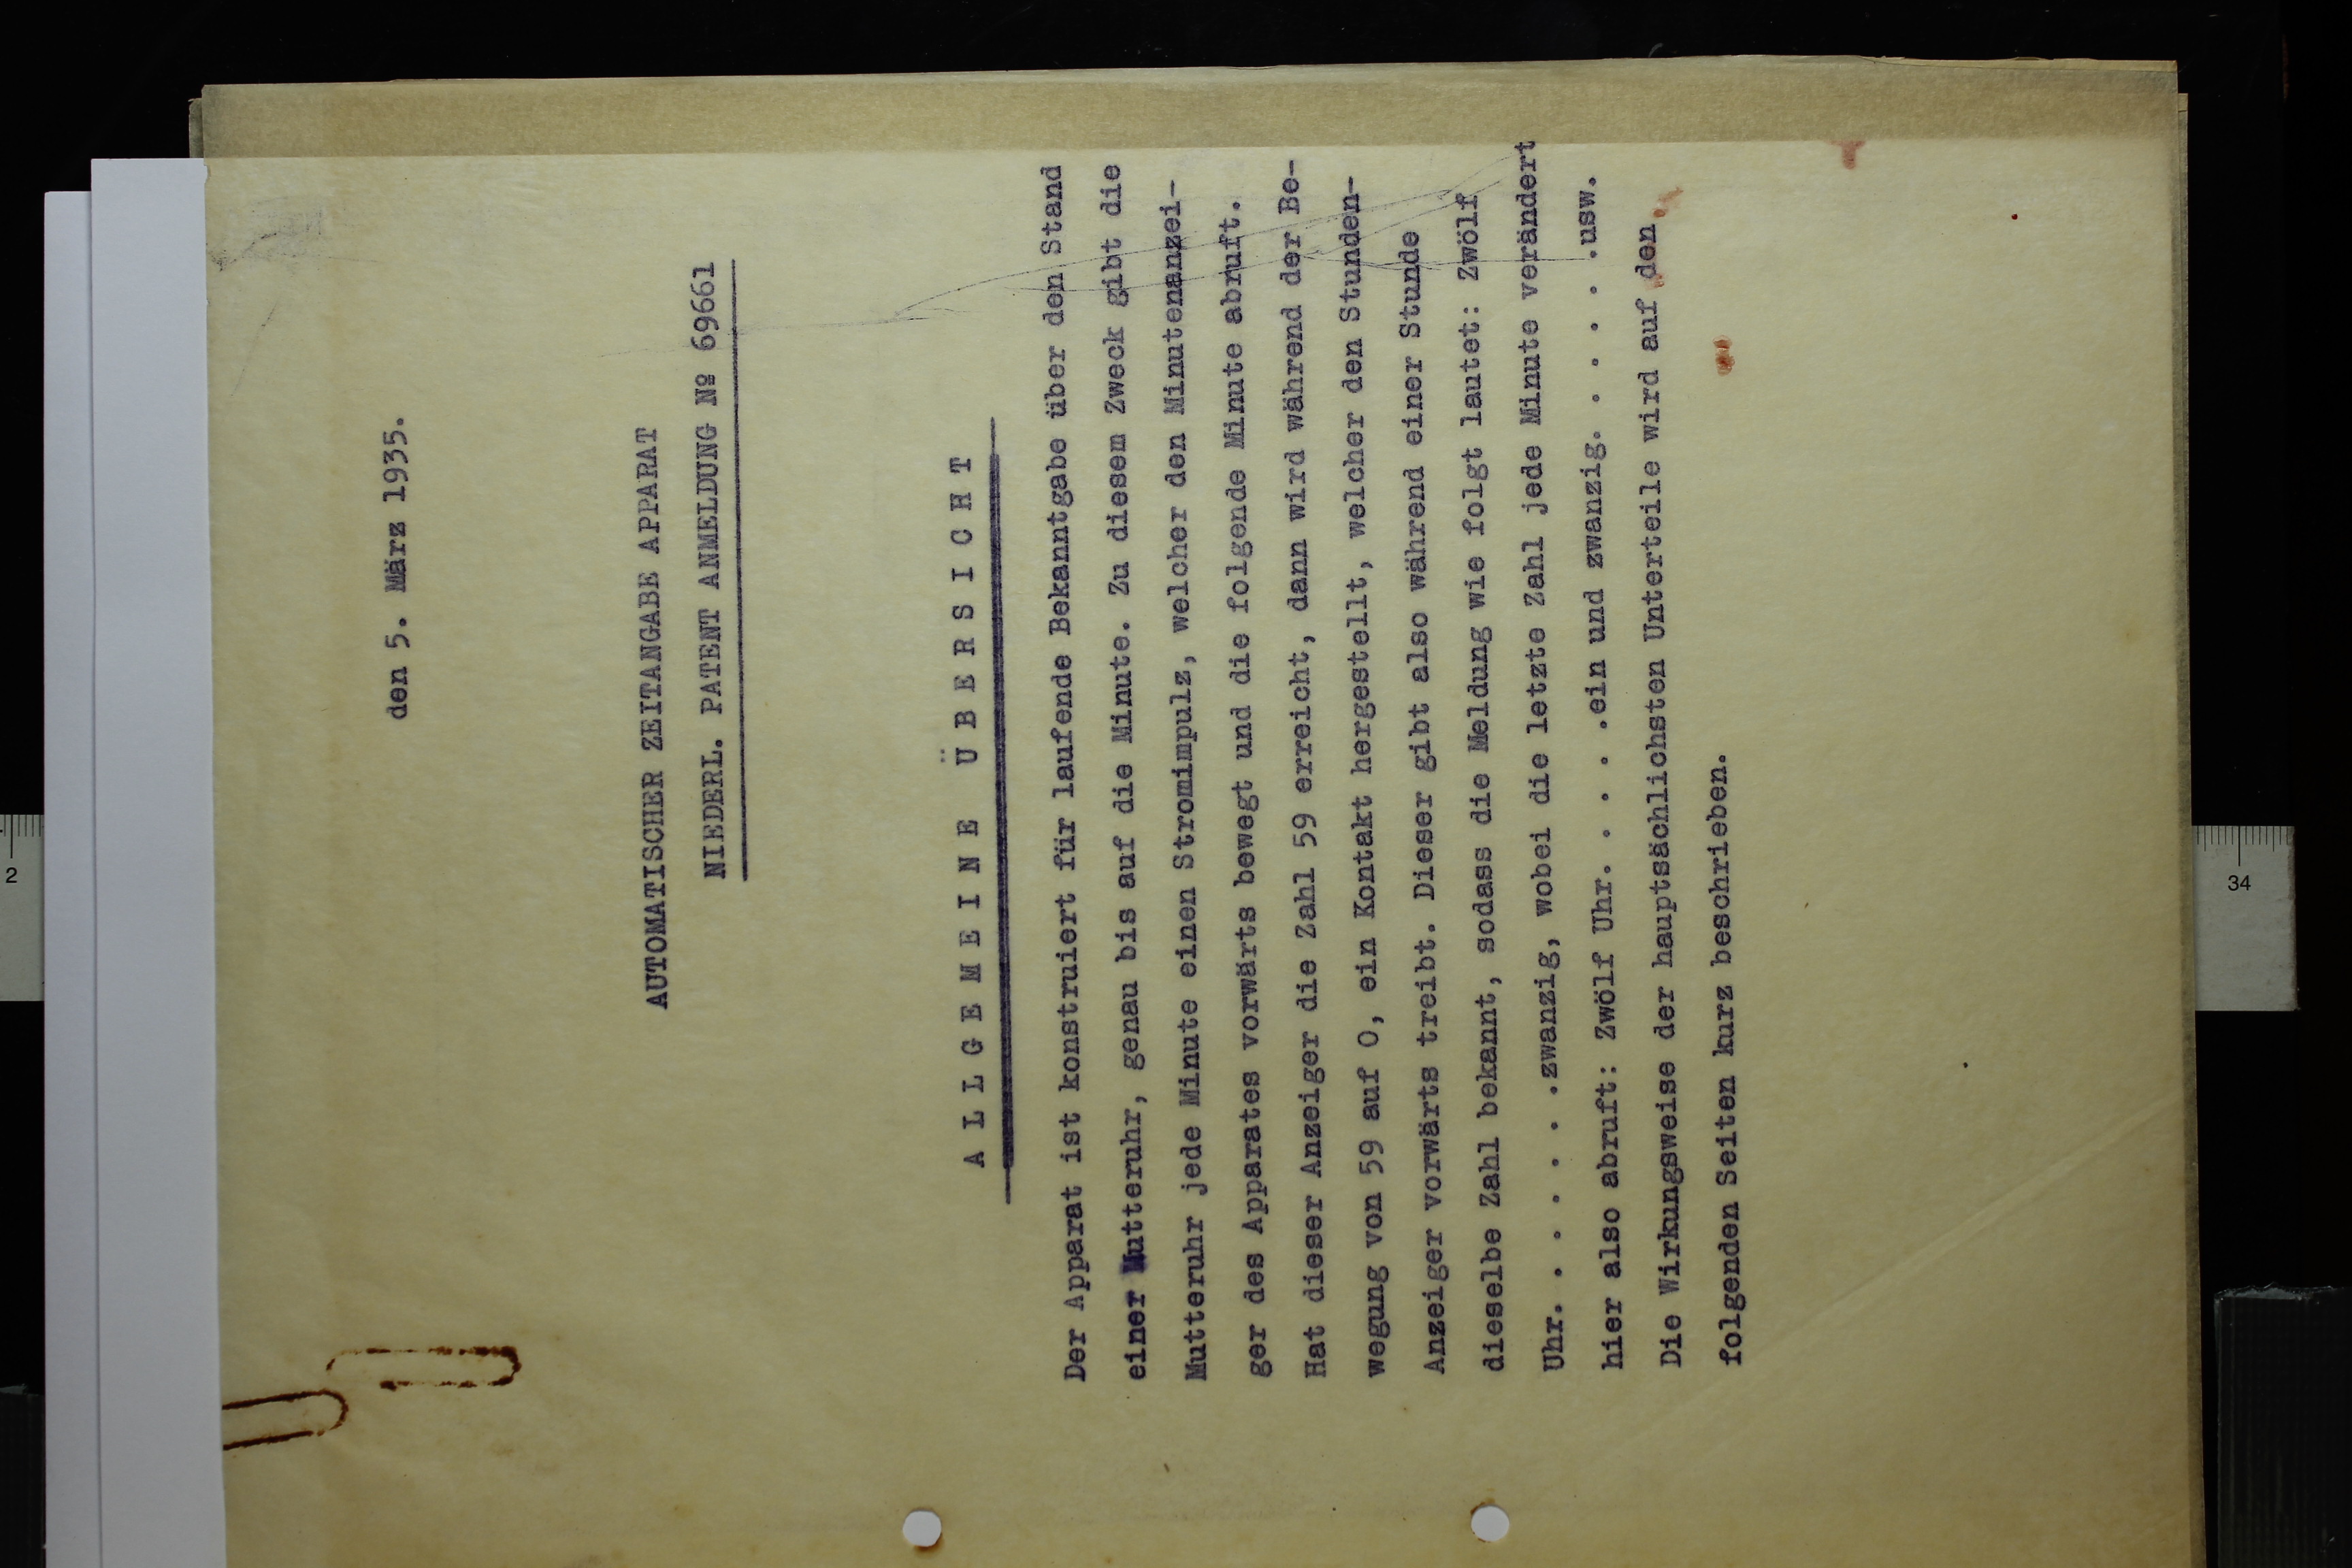 den 5. März 1935.
AUTOMATISCHER ZEITANGABE APPARAT
NIEDERL. PATENT ANMELDUNG Nº 69661
A L L G E M E I N E Ü B E R S I C H T
Der Apparat ist konstruiert für laufende Bekanntgabe über den Stand
einer Mutteruhr, genau bis auf die Minute. Zu diesem Zweck gibt die
Mutteruhr jede Minute einen Stromimpulz, welcher den Minutenanzei-
ger des Apparates vorwärts bewegt und die folgende Minute abruft.
Hat dieser Anzeiger die Zahl 59 erreicht, dann wird während der Be-
wegung von 59 auf 0, ein Kontakt hergestellt, welcher den Stunden-
Anzeiger vorwärts treibt. Dieser gibt also während einer Stunde
dieselbe Zahl bekannt, sodass die Meldung wie folgt lautet: Zwölf
Uhr. . . . . . .zwanzig, wobei die letzte Zahl jede Minute verändert
hier also abruft: Zwölf Uhr. . . . .ein und zwanzig. . . . . .usw.
Die Wirkungsweise der hauptsächlichsten Unterteile wird auf den
folgenden Seiten kurz beschrieben.
2
34